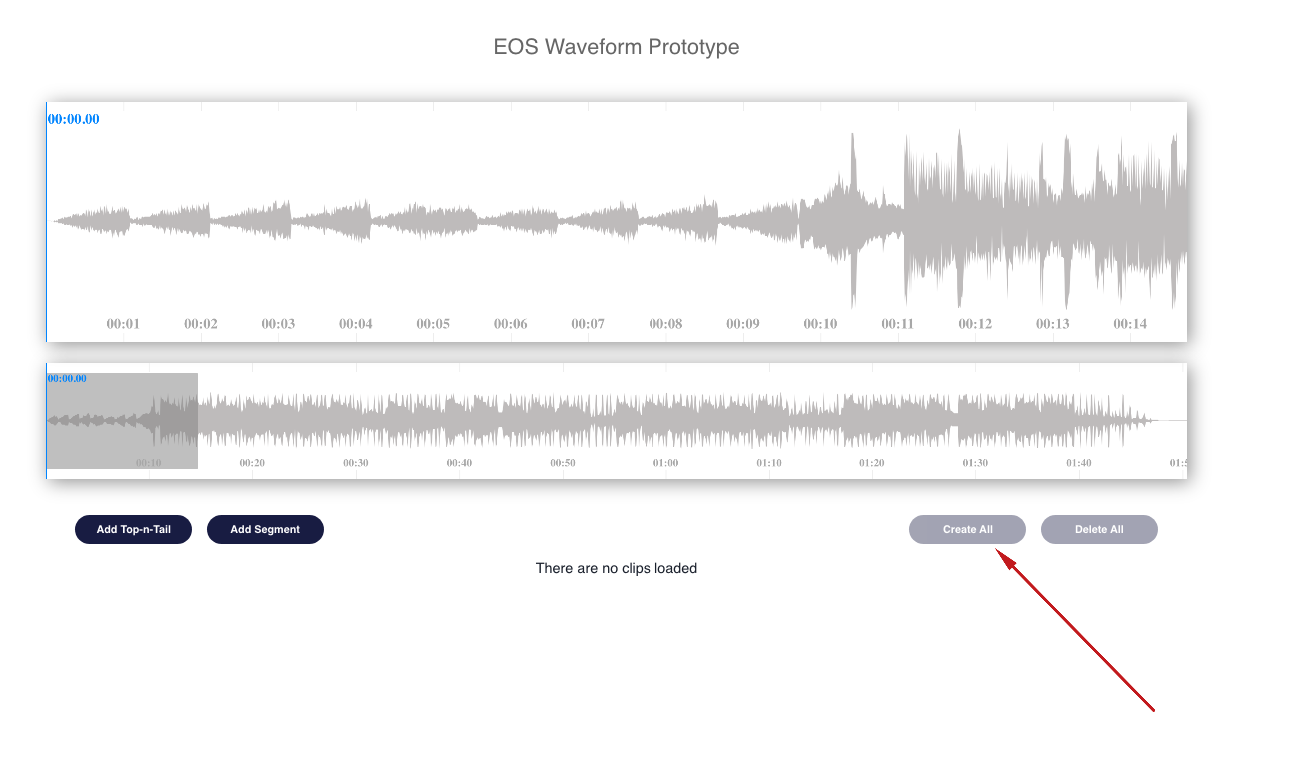 EOS Waveform Prototype
00:00.00
00:01 00:02 00:03 00:04 00:05 00:06 00:07 00:08 00:09 00:10 00:11 00:12 00:13 00:14
00:00.00
00:10 00:20 00:30 00:40 00:50 01:00 01:10 01:20 01:30 01:40
Add Top-n-Tail Add Segment Create All Delete All
There are no clips loaded